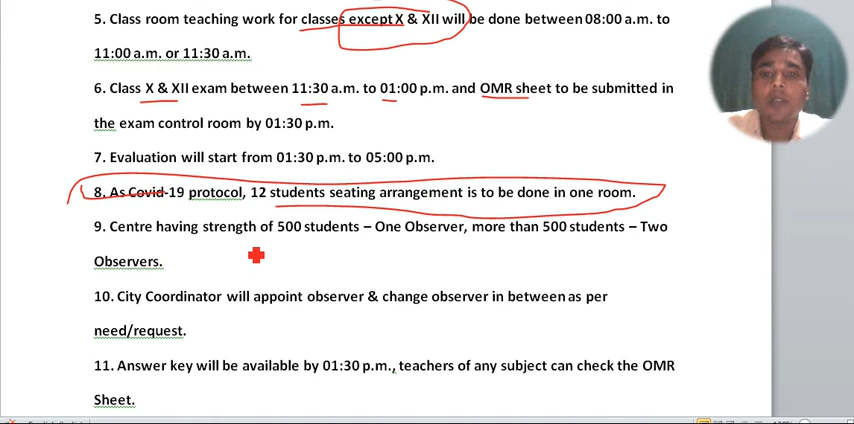 5. Class room teaching work for classes except X & XII will be done between 08:00 a.m. to
11:00 a.m. or 11:30 a.m.
6. Class X & XII exam between 11:30 a.m. to 01:00 p.m. and OMR sheet to be submitted in
the exam control room by 01:30 p.m.
7. Evaluation will start from 01:30 p.m. to 05:00 p.m.
8. As Covid-19 protocol, 12 students seating arrangement is to be done in one room.
9. Centre having strength of 500 students – One Observer, more than 500 students – Two
Observers.
10. City Coordinator will appoint observer & change observer in between as per
need/request.
11. Answer key will be available by 01:30 p.m., teachers of any subject can check the OMR
Sheet.